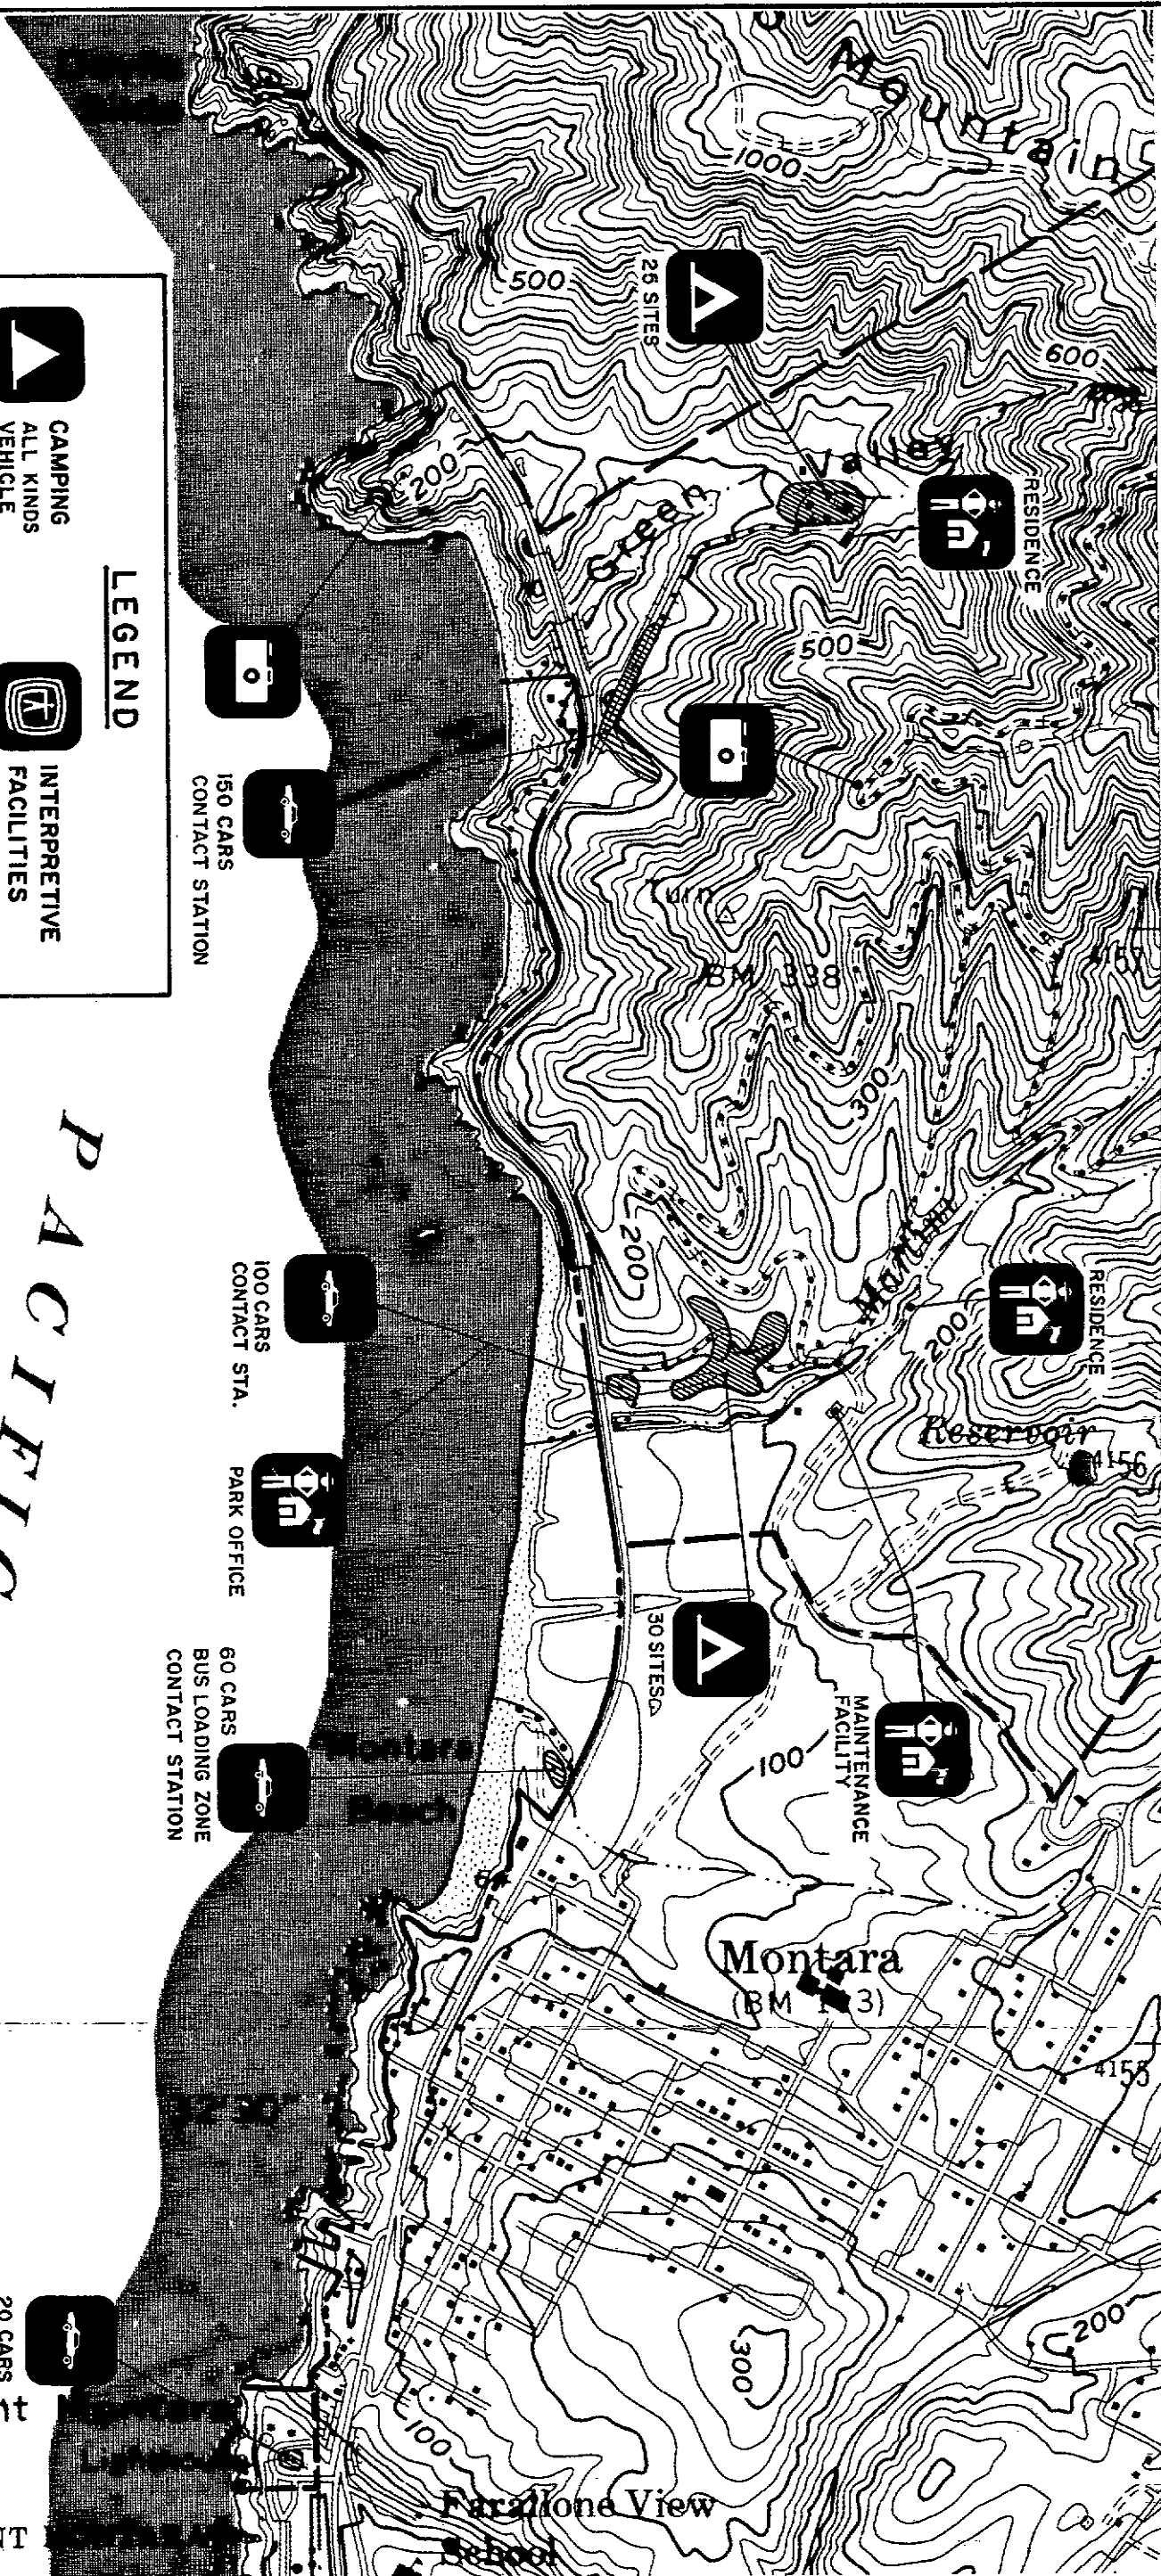 Mountain
1000
500
600
25 SITES
Valley
Green
RESIDENCE
200
500
CAMPING
ALL KINDS
VEHICLE
LEGEND
INTERPRETIVE
FACILITIES
150 CARS
CONTACT STATION
Turn
BM 338
4157
300
200
Martini
RESIDENCE
200
Reservoir
4156
PACIFIC
100 CARS
CONTACT STA.
PARK OFFICE
30 SITES
MAINTENANCE
FACILITY
100
60 CARS
BUS LOADING ZONE
CONTACT STATION
Montara
Beach
Montara
4155
300
200
100
20 CARS
Farallone View
School